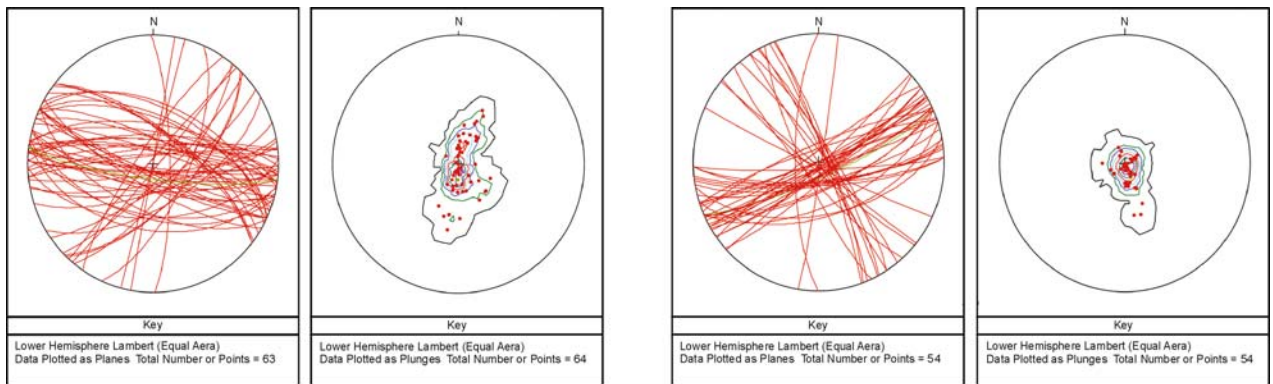 N
Key
Lower Hemisphere Lambert (Equal Aera)
Data Plotted as Planes Total Number or Points = 63
N
Key
Lower Hemisphere Lambert (Equal Aera)
Data Plotted as Plunges Total Number or Points = 64
N
Key
Lower Hemisphere Lambert (Equal Aera)
Data Plotted as Planes Total Number or Points = 54
N
Key
Lower Hemisphere Lambert (Equal Aera)
Data Plotted as Plunges Total Number or Points = 54